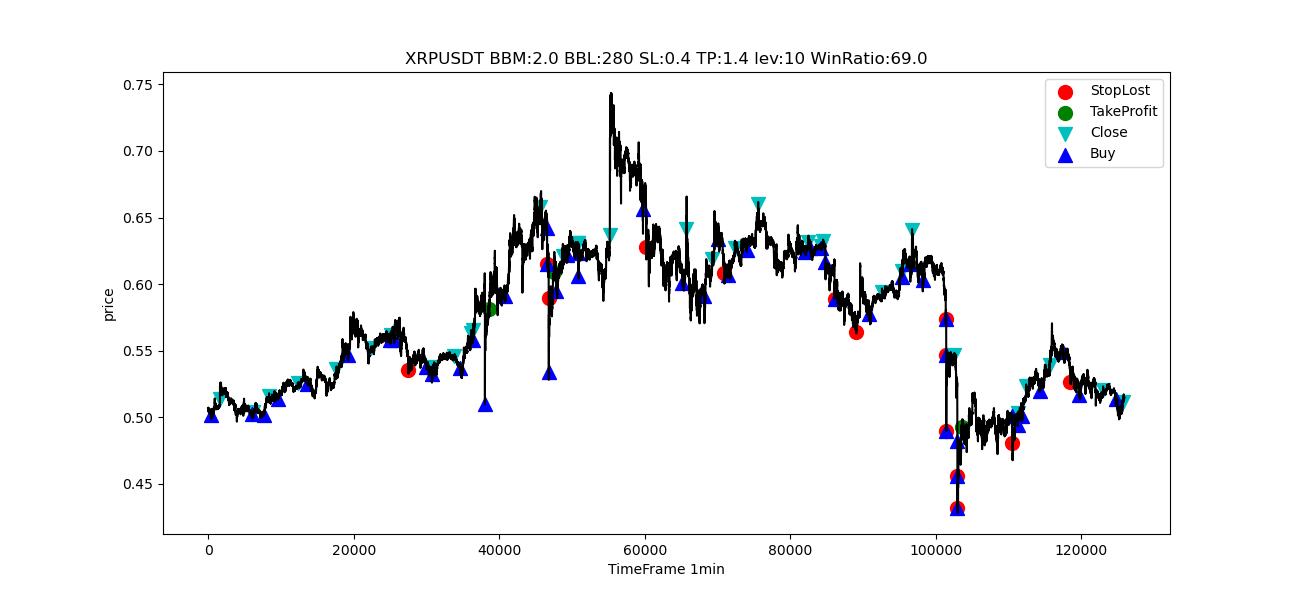 XRPUSDT BBM:2.0 BBL:280 SL:0.4 TP:1.4 lev:10 WinRatio:69.0
StopLost
TakeProfit
Close
Buy
0.75
0.70
0.65
0.60
0.55
0.50
0.45
price
0
20000
40000
60000
80000
100000
120000
TimeFrame 1min